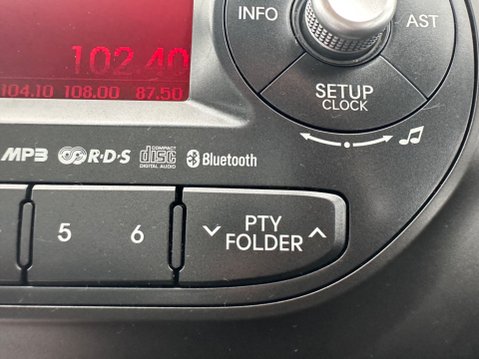 INFO
AST
102.40
104.10 108.00 87.50
SETUP
CLOCK
MP3 R·D·S COMPACT disc DIGITAL AUDIO Bluetooth
5 6 PTY
FOLDER